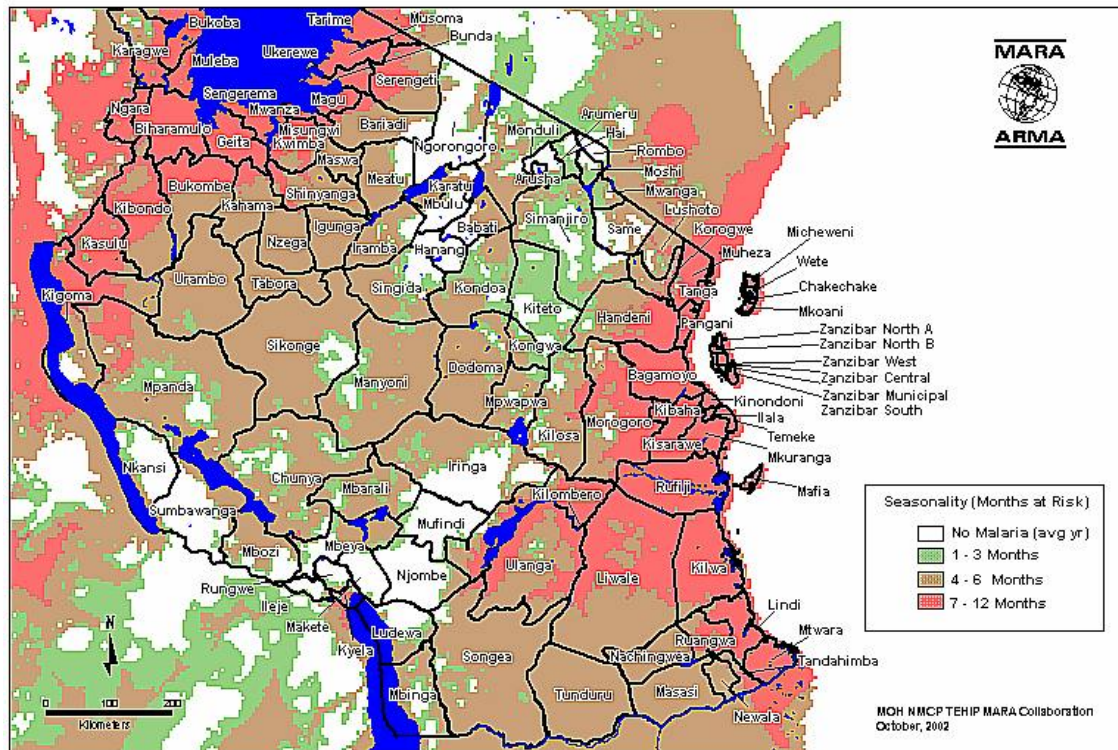 Bukoba
Tarime
Musoma
Karagwe
Ukerewe
Bunda
Muleba
Serengeti
Sengerema
Magu
Ngara
Mwanza
Biharamulo
Misungwi
Bariadi
Geita
Kwimba
Ngorongoro
Monduli
Arumeru
Hai
Rombo
Maswa
Moshi
Bukombe
Shinyanga
Meatu
Karatu
Arusha
Mwanga
Kibondo
Kahama
Mbulu
Lushoto
Igunga
Babati
Simanjiro
Korogwe
Kasulu
Nzega
Iramba
Hanang
Same
Muheza
Urambo
Tabora
Singida
Kondoa
Tanga
Kigoma
Kiteto
Handeni
Pangani
Micheweni
Wete
Chakechake
Mkoani
Zanzibar North A
Zanzibar North B
Zanzibar West
Zanzibar Central
Zanzibar Municipal
Zanzibar South
Sikonge
Kongwa
Dodoma
Bagamoyo
Mpanda
Manyoni
Kinondoni
Mpwapwa
Kibaha
Ilala
Morogoro
Kilosa
Kisarawe
Temeke
Mkuranga
Nkansi
Iringa
Chunya
Mbarali
Kilombero
Rufiji
Mafia
Sumbawanga
Mufindi
Mbozi
Mbeya
Ulanga
Liwale
Kilwa
Njombe
Rungwe
Ileje
Makete
Ludewa
Lindi
Kyela
Ruangwa
Mtwara
Songea
Nachingwea
Tandahimba
Mbinga
Tunduru
Masasi
Newala
N
0 100 200
Kilometers
MARA
ARMA
Seasonality (Months at Risk)
No Malaria (avg yr)
1 - 3 Months
4 - 6 Months
7 - 12 Months
MOH NMCP TEHIP MARA Collaboration
October, 2002